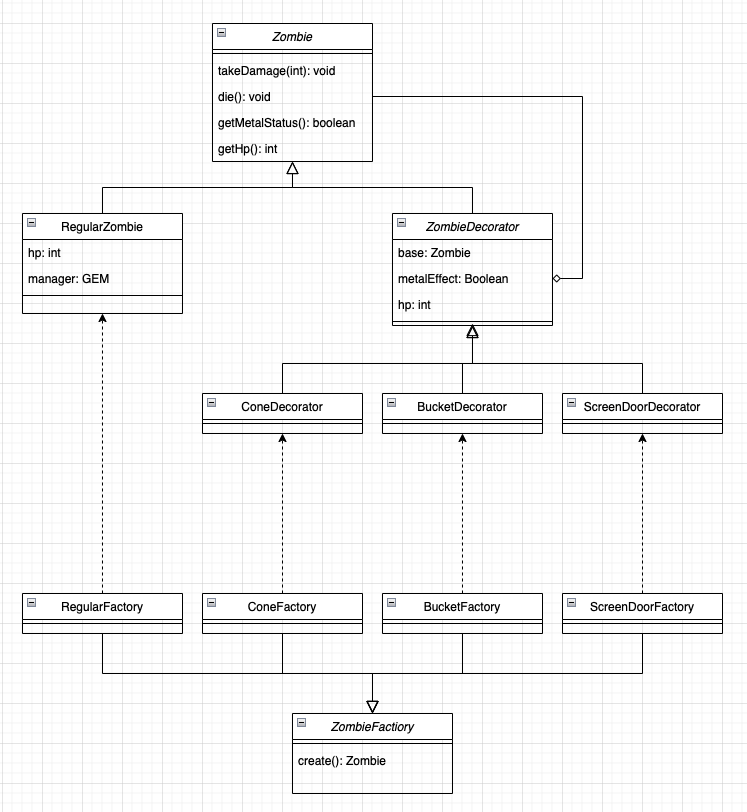 Zombie
takeDamage(int): void
die(): void
getMetalStatus(): boolean
getHp(): int
RegularZombie
hp: int
manager: GEM
ZombieDecorator
base: Zombie
metalEffect: Boolean
hp: int
ConeDecorator
BucketDecorator
ScreenDoorDecorator
RegularFactory
ConeFactory
BucketFactory
ScreenDoorFactory
ZombieFactiory
create(): Zombie